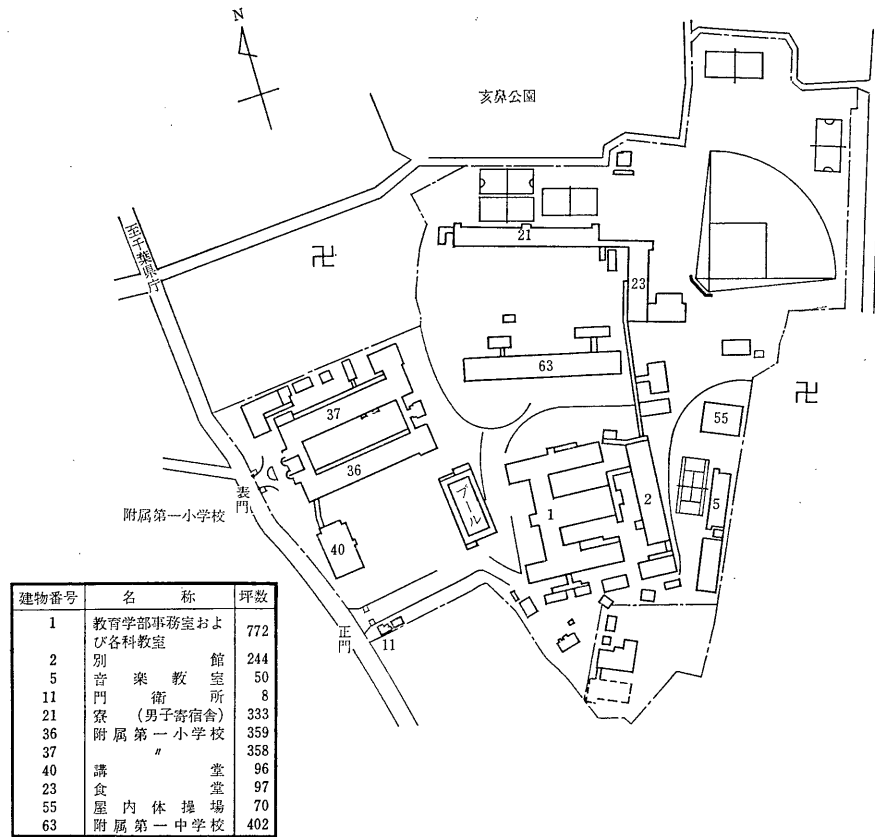 N
亥鼻公園
至千葉県庁
卍
21
23
63
卍
37
36
55
裏門
附属第一小学校
プール
1
2
5
40
正門
11
建物番号 名称 坪数
1 教育学部事務室およ
び各科教室 772
2 別館 244
5 音楽教室 50
11 門衛所 8
21 寮(男子寄宿舎) 333
36 附属第一小学校 359
37 〃 358
40 講堂 96
23 食堂 97
55 屋内体操場 70
63 附属第一中学校 402